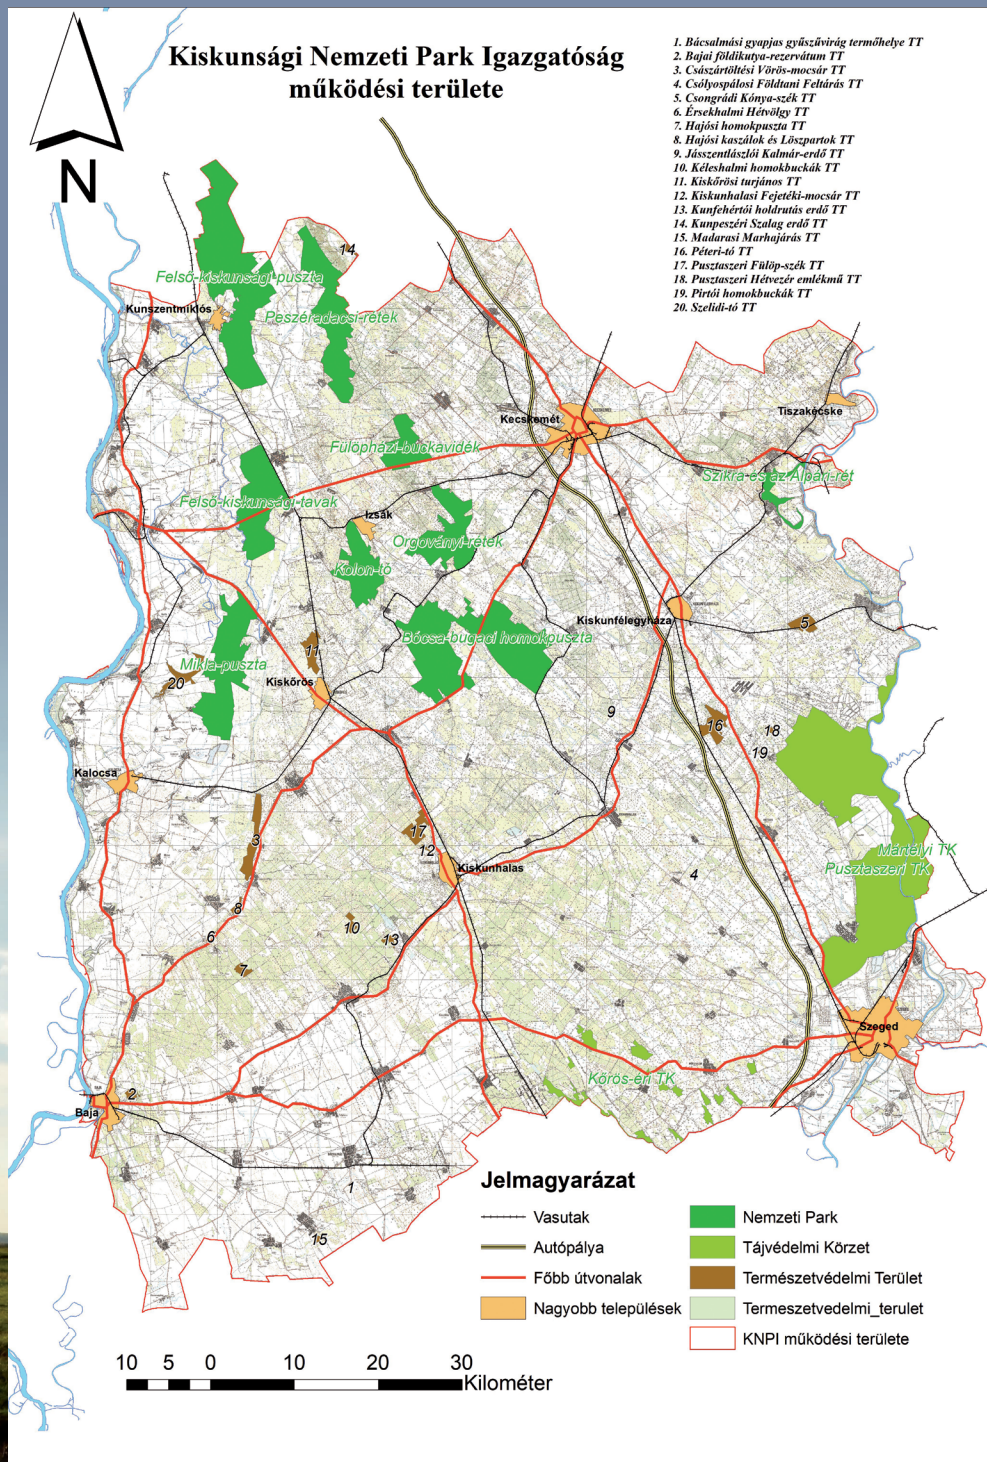 Kiskunsági Nemzeti Park Igazgatóság
működési területe
1. Bácsalmási gyapjas gyűszűvirág termőhelye TT
2. Bajai földikutya-rezervátum TT
3. Császártöltési Vörös-mocsár TT
4. Csólyospálosi Földtani Feltárás TT
5. Csongrádi Kónya-szék TT
6. Érsekhalmi Hétvölgy TT
7. Hajósi homokpuszta TT
8. Hajósi kaszálok és Löszpartok TT
9. Jásszentlászlói Kalmár-erdő TT
10. Kéleshalmi homokbuckák TT
11. Kiskőrösi turjános TT
12. Kiskunhalasi Fejetéki-mocsár TT
13. Kunfehértói holdrutás erdő TT
14. Kunpeszéri Szalag erdő TT
15. Madarasi Marhajárás TT
16. Péteri-tó TT
17. Pusztaszeri Fülöp-szék TT
18. Pusztaszeri Hétvezér emlékmű TT
19. Pirtói homokbuckák TT
20. Szelidi-tó TT
N
14
Felső-kiskunsági-puszta
Kunszentmiklós
Peszéradacsi-rétek
Tiszakécske
Kecskemét
Fülöpházi-buckavidék
Szikra és az Alpári-rét
Felső-kiskunsági-tavak
Izsák
Orgoványi-rétek
Kolon-tó
Kiskunfélegyháza
5
Bócsa-bugaci homokpuszta
11
Mikla-puszta
20
Kiskőrös
9
16
18
19
Kalocsa
17
3
12
Mártélyi TK
Pusztaszeri TK
Kiskunhalas
4
8
10
6
13
7
Szeged
Kőrös-éri TK
2
Baja
1
15
Jelmagyarázat
Vasutak
Autópálya
Főbb útvonalak
Nagyobb települések
Nemzeti Park
Tájvédelmi Körzet
Természetvédelmi Terület
Termeszetvedelmi_terulet
KNPI működési területe
10 5 0 10 20 30
Kilométer